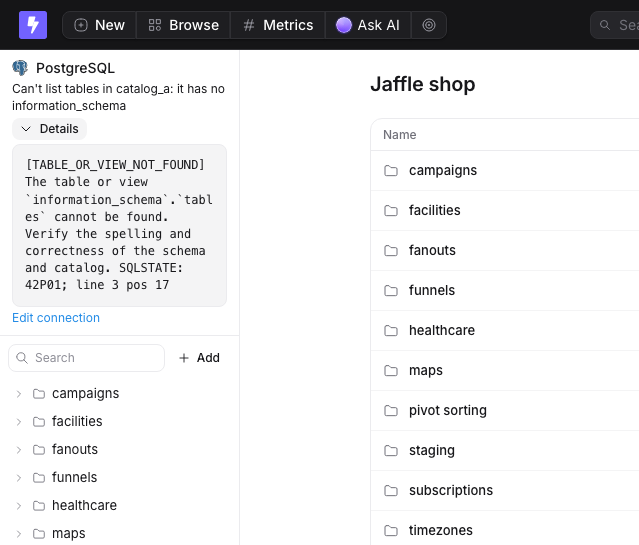 New
Browse
Metrics
Ask AI
PostgreSQL
Can't list tables in catalog_a: it has no
information_schema
Details
[TABLE_OR_VIEW_NOT_FOUND]
The table or view
`information_schema`.`tabl
es` cannot be found.
Verify the spelling and
correctness of the schema
and catalog. SQLSTATE:
42P01; line 3 pos 17
Edit connection
Search
Add
campaigns
facilities
fanouts
funnels
healthcare
maps
Jaffle shop
Name
campaigns
facilities
fanouts
funnels
healthcare
maps
pivot sorting
staging
subscriptions
timezones